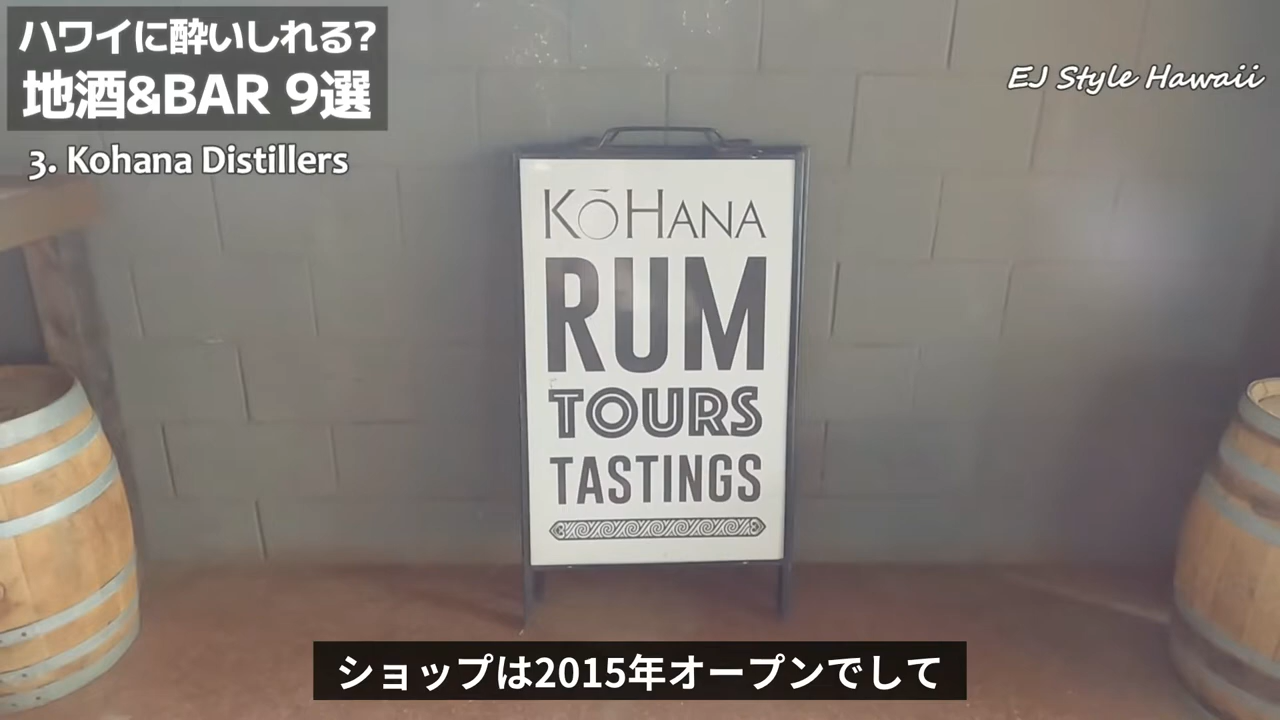 ハワイに酔いしれる?
地酒&BAR 9選
3. Kohana Distillers
EJ Style Hawaii
KōHANA
RUM
TOURS
TASTINGS
ショップは2015年オープンでして